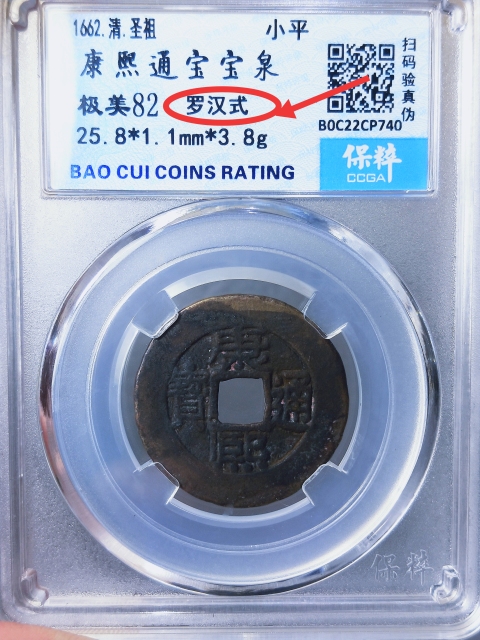 1662.清.圣祖 小平
康熙通宝宝泉
极美82 罗汉式
25.8*1.1mm*3.8g
BAO CUI COINS RATING
扫码验真伪
B0C22CP740
保粹
CCGA
康熙通寶
保粹